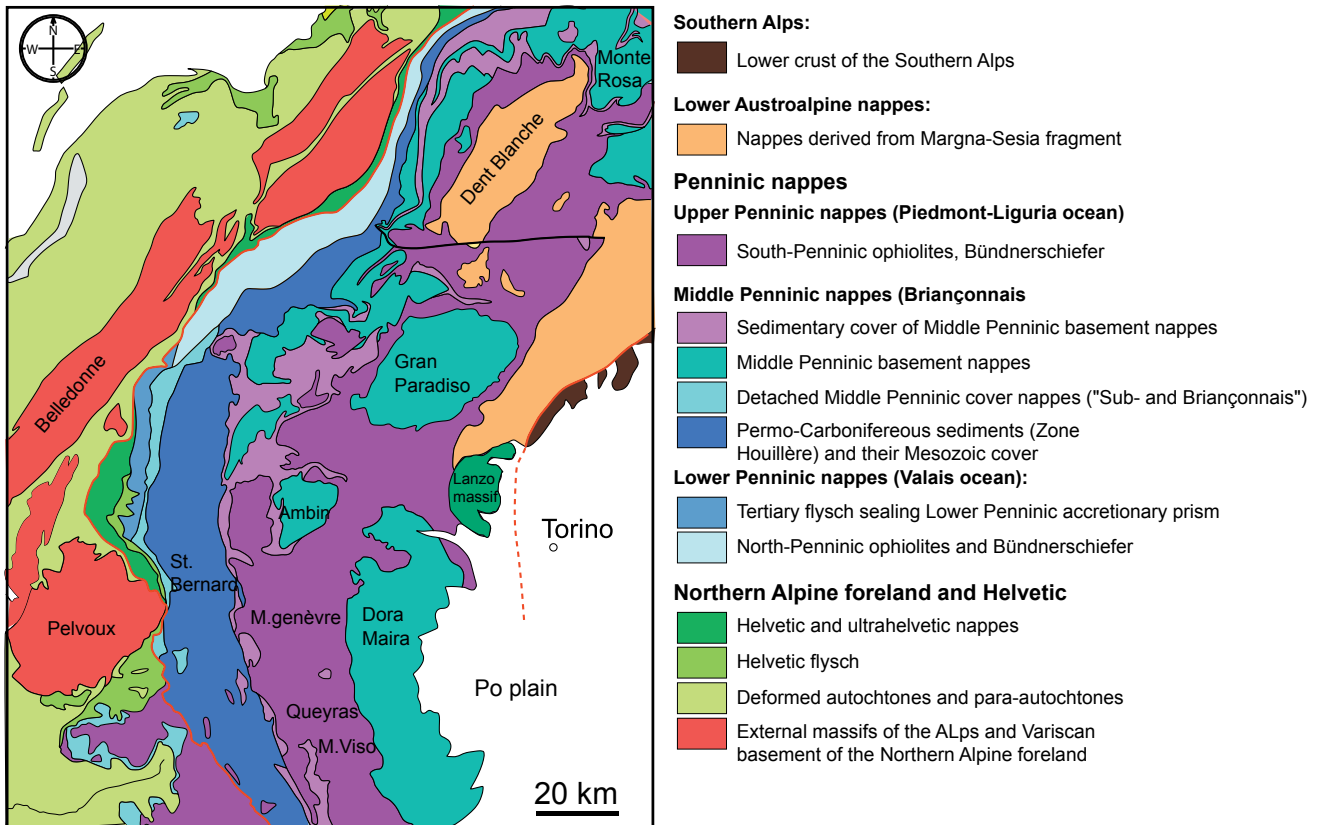 N
W
E
S
Monte
Rosa
Dent Blanche
Belledonne
Gran
Paradiso
Lanzo
massif
Ambin
Torino
St.
Bernard
Pelvoux
M.genèvre
Dora
Maira
Po plain
Queyras
M.Viso
20 km
Southern Alps:
Lower crust of the Southern Alps
Lower Austroalpine nappes:
Nappes derived from Margna-Sesia fragment
Penninic nappes
Upper Penninic nappes (Piedmont-Liguria ocean)
South-Penninic ophiolites, Bündnerschiefer
Middle Penninic nappes (Briançonnais
Sedimentary cover of Middle Penninic basement nappes
Middle Penninic basement nappes
Detached Middle Penninic cover nappes ("Sub- and Briançonnais")
Permo-Carbonifereous sediments (Zone
Houillère) and their Mesozoic cover
Lower Penninic nappes (Valais ocean):
Tertiary flysch sealing Lower Penninic accretionary prism
North-Penninic ophiolites and Bündnerschiefer
Northern Alpine foreland and Helvetic
Helvetic and ultrahelvetic nappes
Helvetic flysch
Deformed autochtones and para-autochtones
External massifs of the ALps and Variscan
basement of the Northern Alpine foreland